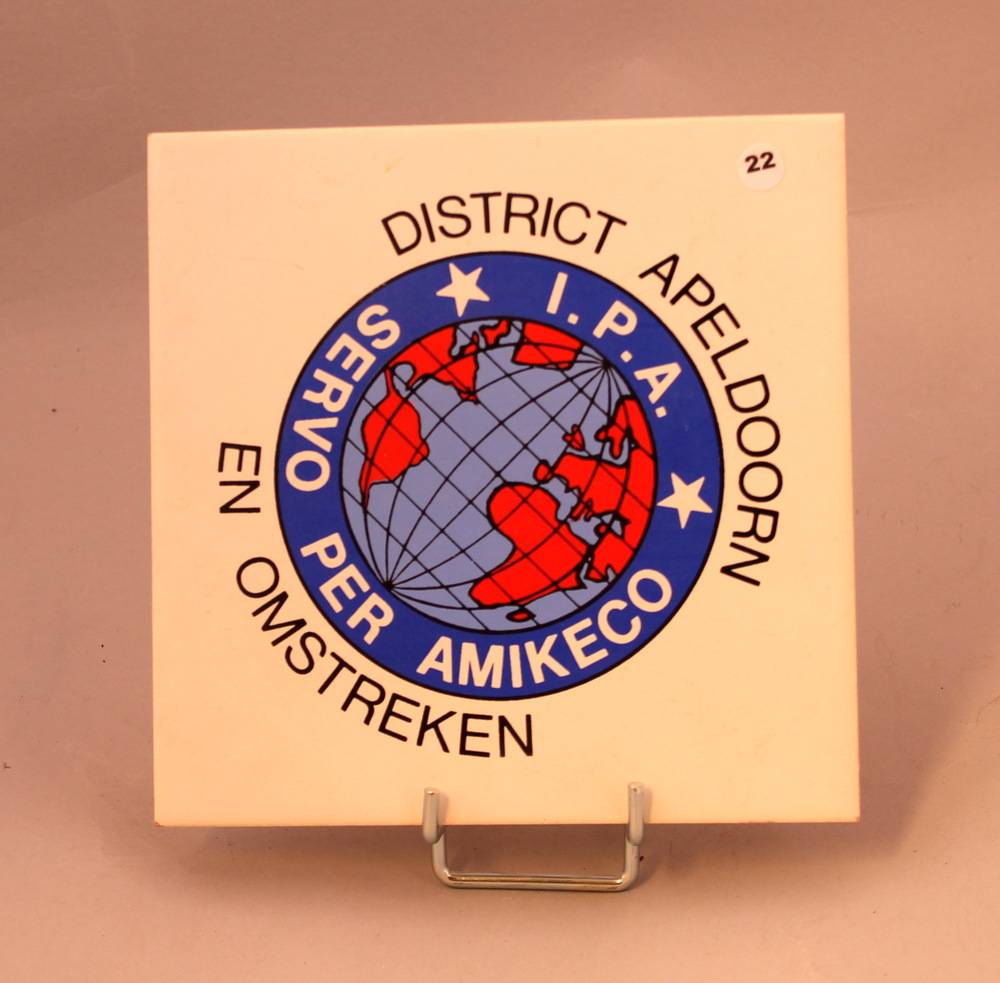 22
DISTRICT APELDOORN
EN OMSTREKEN
I.P.A.
SERVO PER AMIKECO